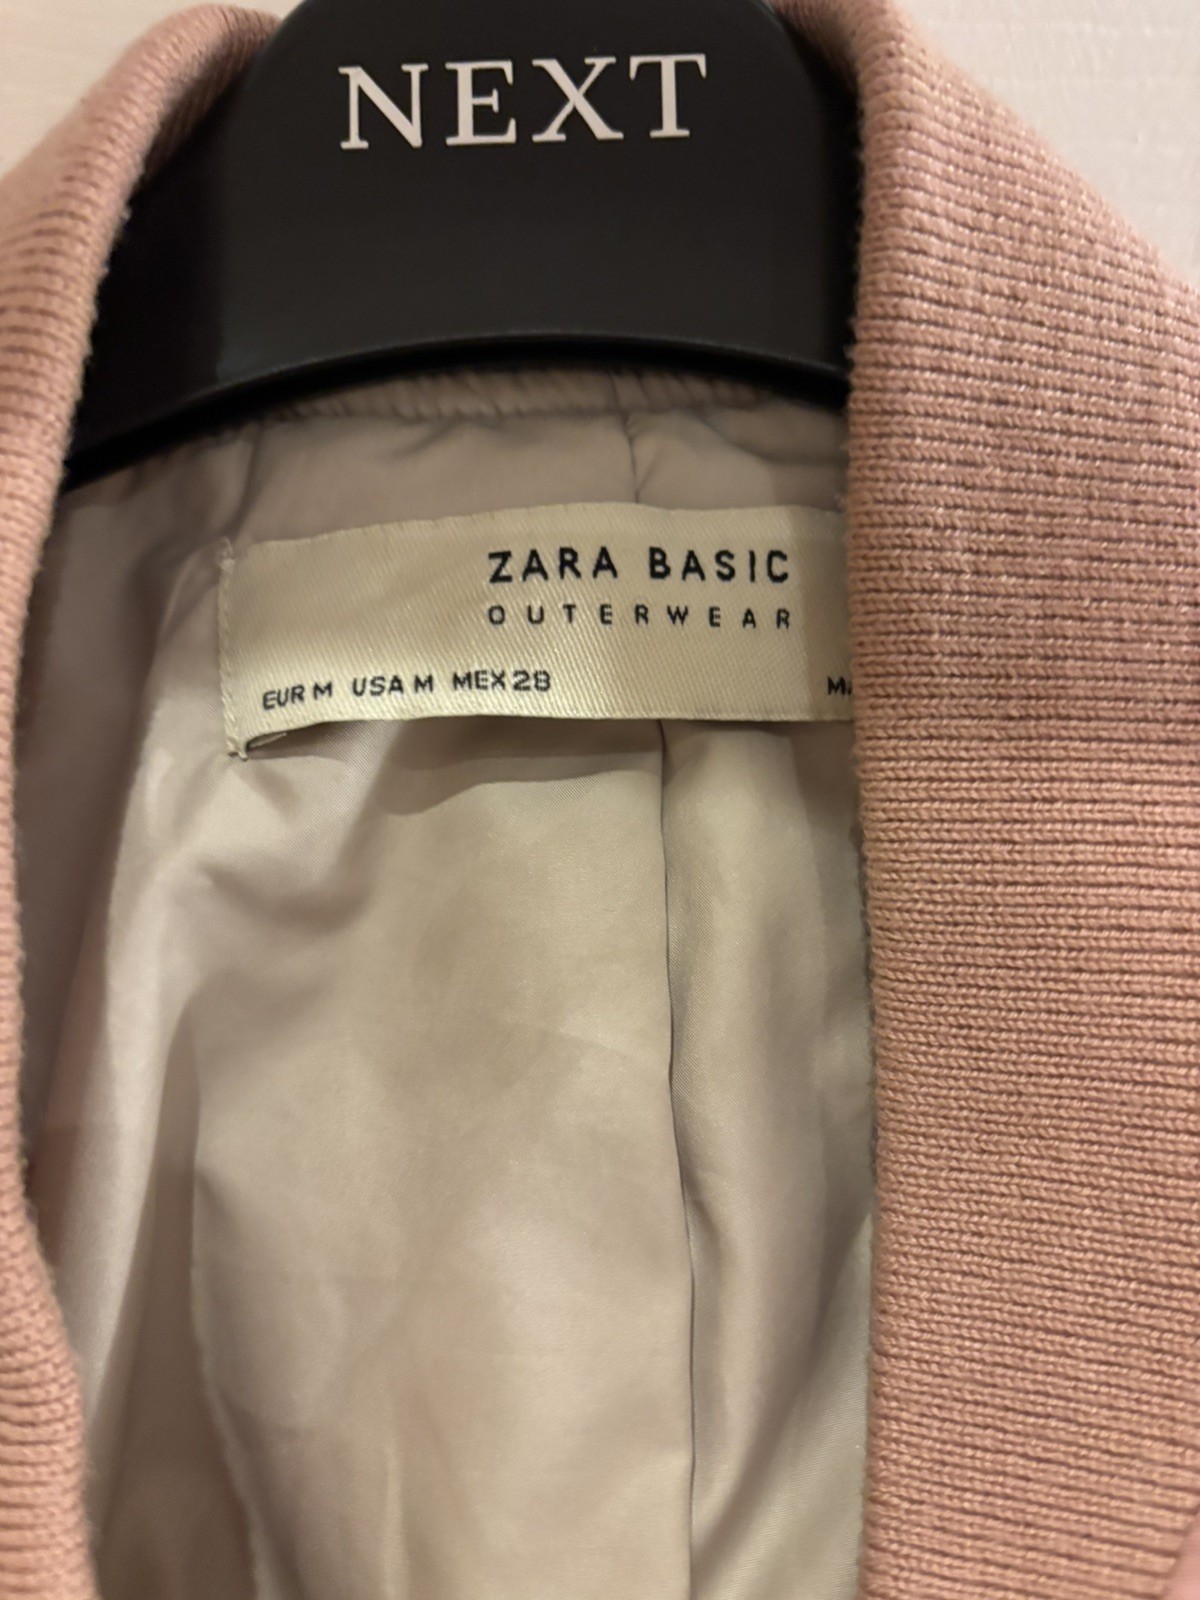 NEXT
ZARA BASIC
OUTERWEAR
EUR M USA M MEX 28